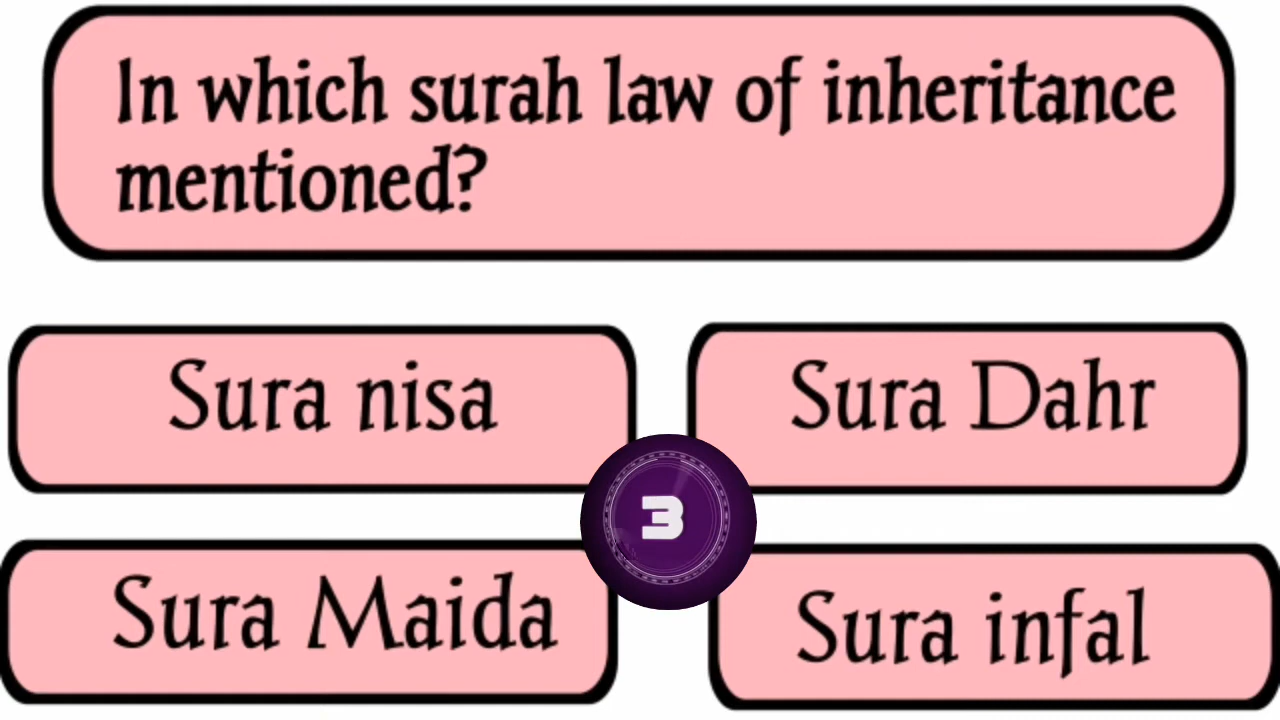 In which surah law of inheritance
mentioned?
Sura nisa
Sura Dahr
3
Sura Maida
Sura infal